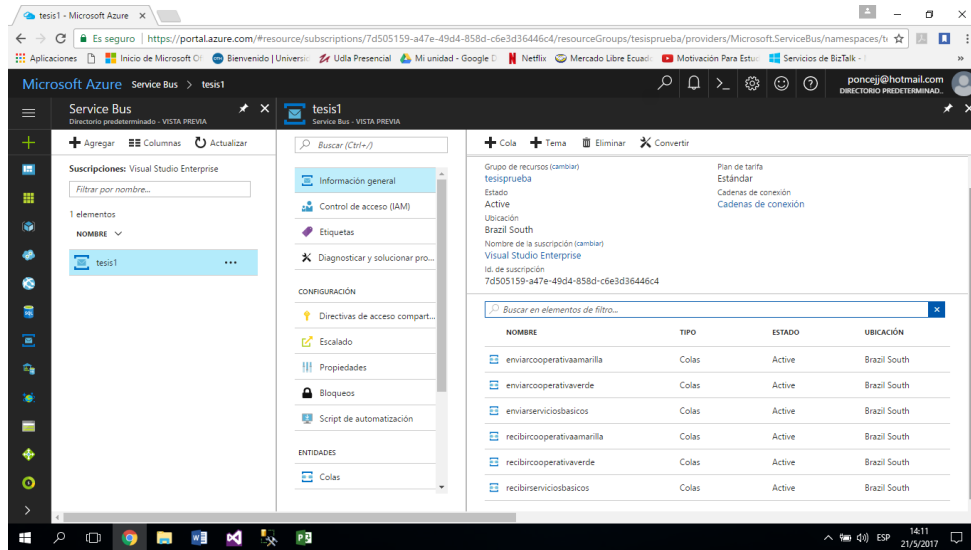 tesis1 - Microsoft Azure
Es seguro | https://portal.azure.com/#resource/subscriptions/7d505159-a47e-49d4-858d-c6e3d36446c4/resourceGroups/tesisprueba/providers/Microsoft.ServiceBus/namespaces/te
Aplicaciones Inicio de Microsoft Of Bienvenido | Universid Udla Presencial Mi unidad - Google D Netflix Mercado Libre Ecuad Motivación Para Estud Servicios de BizTalk - »
Microsoft Azure Service Bus > tesis1
poncejj@hotmail.com
DIRECTORIO PREDETERMINAD..
Service Bus
Directorio predeterminado - VISTA PREVIA
Agregar Columnas Actualizar
Suscripciones: Visual Studio Enterprise
Filtrar por nombre...
1 elementos
NOMBRE
tesis1 ...
tesis1
Service Bus - VISTA PREVIA
Buscar (Ctrl+/)
Información general
Control de acceso (IAM)
Etiquetas
Diagnosticar y solucionar pro...
CONFIGURACIÓN
Directivas de acceso compart...
Escalado
Propiedades
Bloqueos
Script de automatización
ENTIDADES
Colas
Cola Tema Eliminar Convertir
Grupo de recursos (cambiar)
tesisprueba
Estado
Active
Ubicación
Brazil South
Nombre de la suscripción (cambiar)
Visual Studio Enterprise
Id. de suscripción
7d505159-a47e-49d4-858d-c6e3d36446c4
Plan de tarifa
Estándar
Cadenas de conexión
Cadenas de conexión
Buscar en elementos de filtro...
NOMBRE TIPO ESTADO UBICACIÓN
enviarcooperativaamarilla Colas Active Brazil South
enviarcooperativaverde Colas Active Brazil South
enviarserviciosbasicos Colas Active Brazil South
recibircooperativaamarilla Colas Active Brazil South
recibircooperativaverde Colas Active Brazil South
recibirserviciosbasicos Colas Active Brazil South
ESP
14:11
21/5/2017